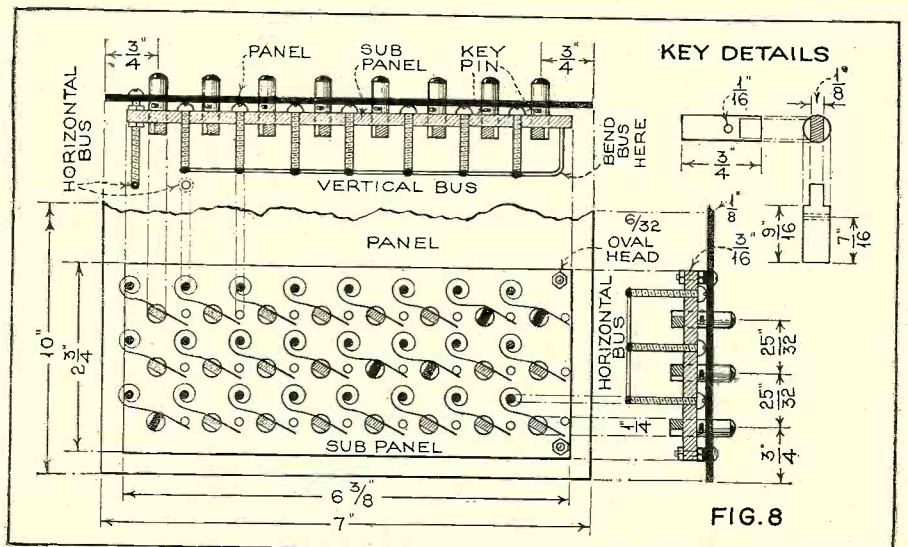 3/4"
PANEL
SUB PANEL
KEY PIN
3/4"
KEY DETAILS
1/16"
1/8"
3/4"
HORIZONTAL BUS
VERTICAL BUS
BEND BUS HERE
1/8"
9/16
7/16"
PANEL
6/32 OVAL HEAD
3/16"
HORIZONTAL BUS
10"
2 3/4"
25/32"
25/32"
1/4"
3/4"
SUB PANEL
6 3/8"
7"
FIG. 8